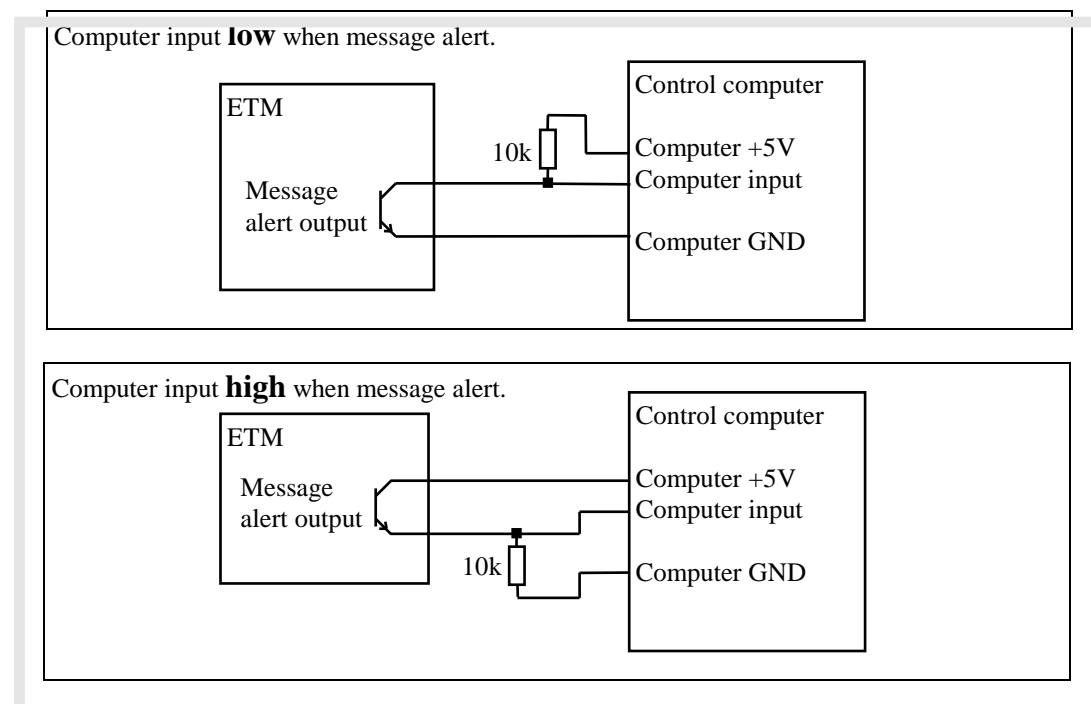 Computer input low when message alert.
Control computer
ETM
10k
Computer +5V
Computer input
Message
alert output
Computer GND
Computer input high when message alert.
Control computer
ETM
Computer +5V
Message
Computer input
alert output
10k
Computer GND